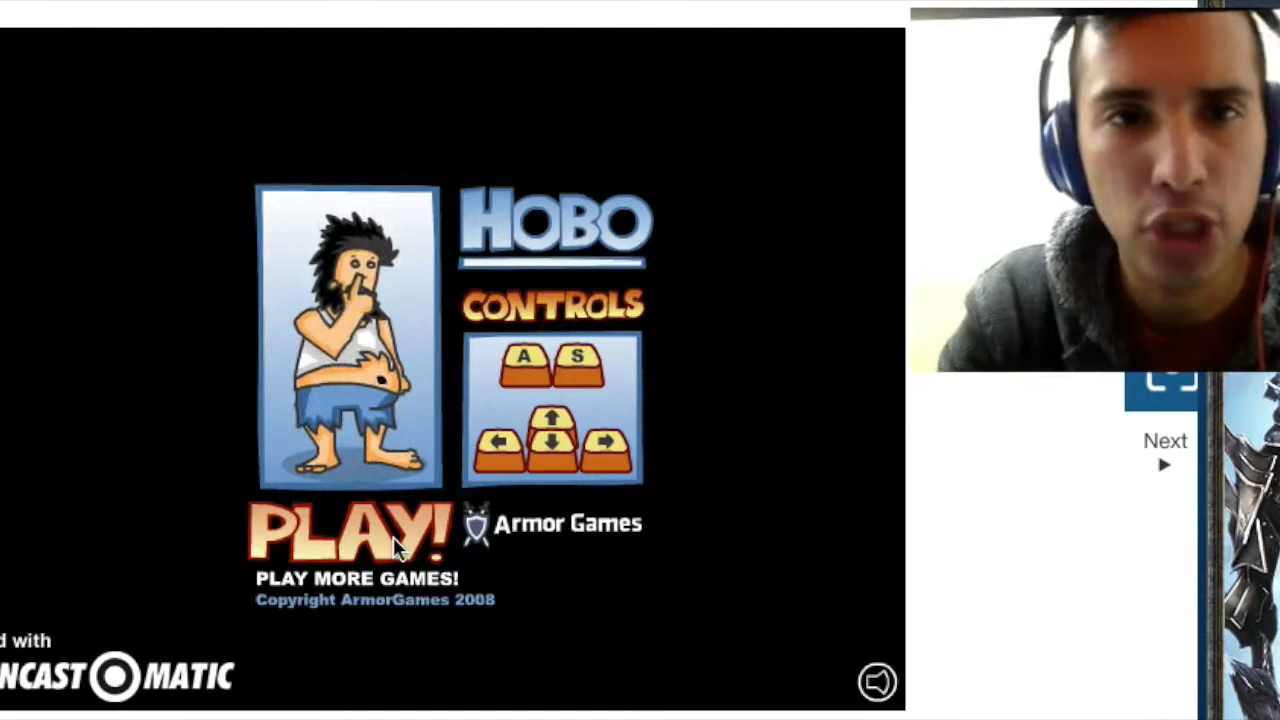 HOBO
CONTROLS
A S
PLAY!
Armor Games
PLAY MORE GAMES!
Copyright ArmorGames 2008
d with
NCAST MATIC
Next